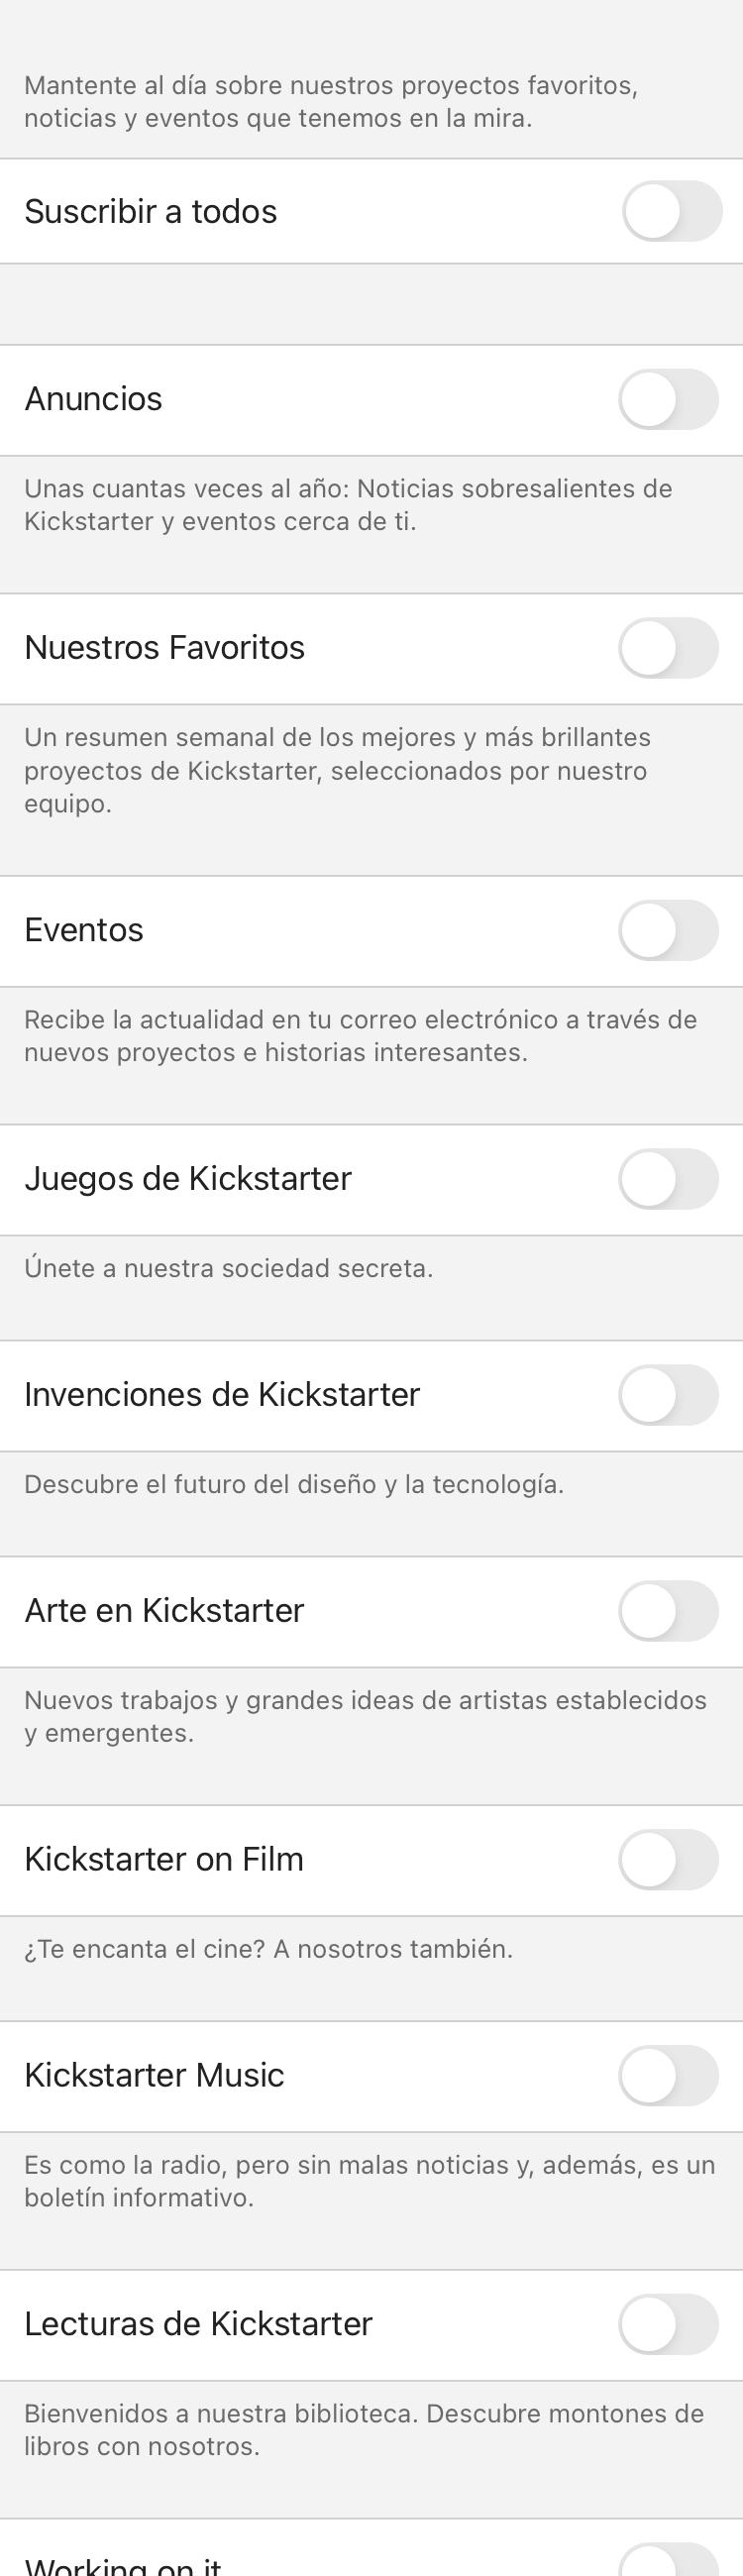 Mantente al día sobre nuestros proyectos favoritos,
noticias y eventos que tenemos en la mira.
Suscribir a todos
Anuncios
Unas cuantas veces al año: Noticias sobresalientes de
Kickstarter y eventos cerca de ti.
Nuestros Favoritos
Un resumen semanal de los mejores y más brillantes
proyectos de Kickstarter, seleccionados por nuestro
equipo.
Eventos
Recibe la actualidad en tu correo electrónico a través de
nuevos proyectos e historias interesantes.
Juegos de Kickstarter
Únete a nuestra sociedad secreta.
Invenciones de Kickstarter
Descubre el futuro del diseño y la tecnología.
Arte en Kickstarter
Nuevos trabajos y grandes ideas de artistas establecidos
y emergentes.
Kickstarter on Film
¿Te encanta el cine? A nosotros también.
Kickstarter Music
Es como la radio, pero sin malas noticias y, además, es un
boletín informativo.
Lecturas de Kickstarter
Bienvenidos a nuestra biblioteca. Descubre montones de
libros con nosotros.
Working on it